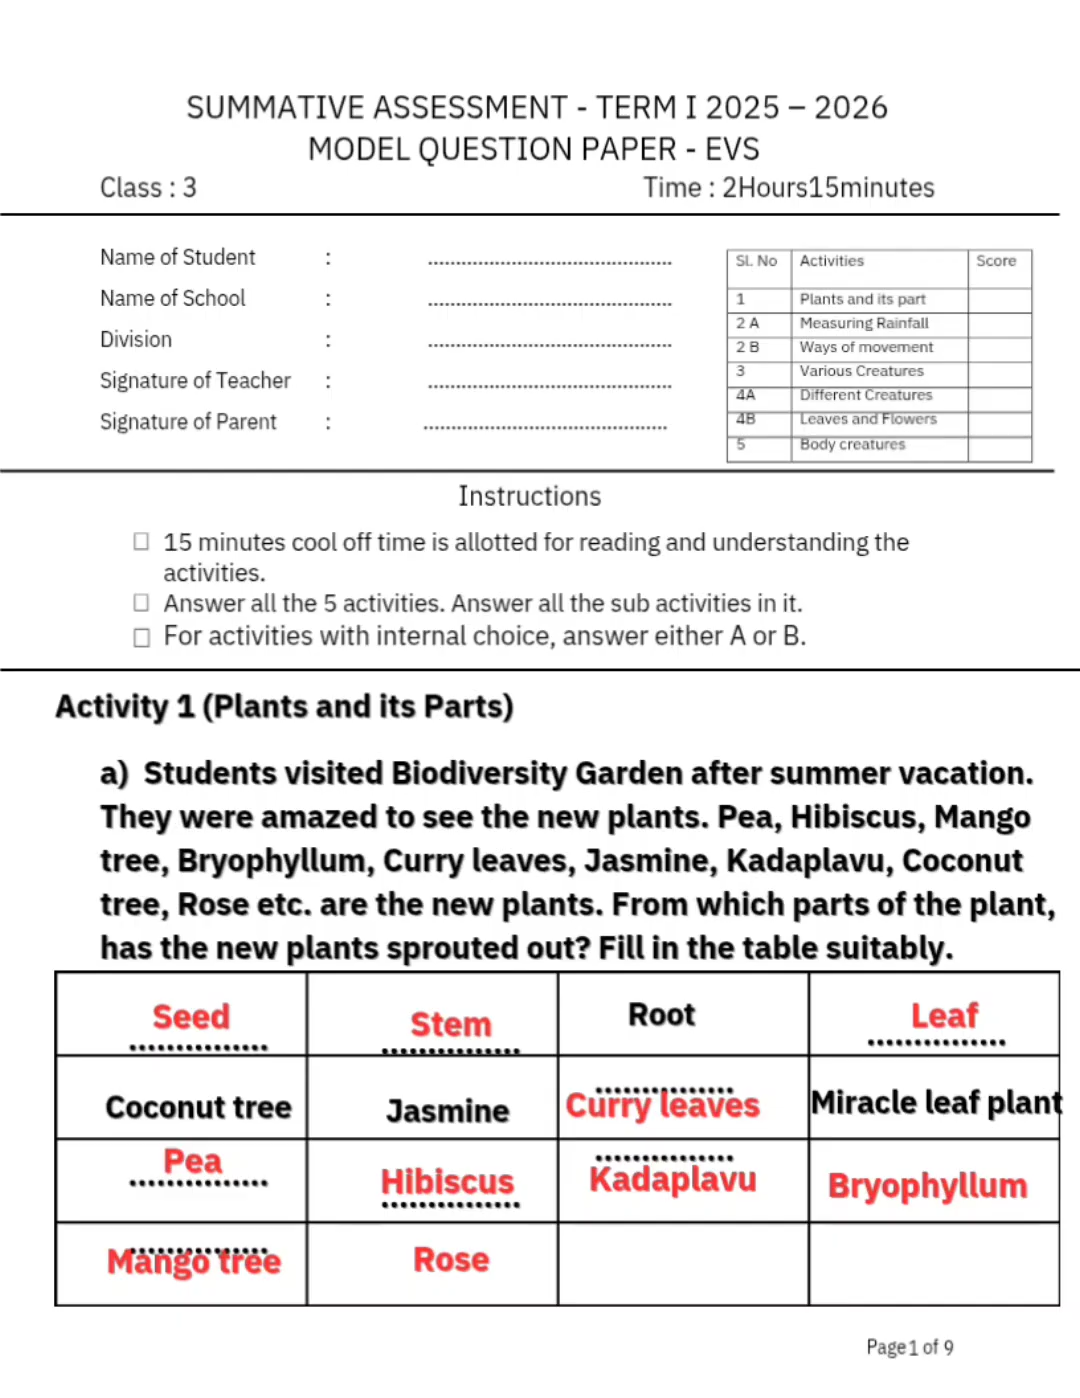 SUMMATIVE ASSESSMENT - TERM I 2025 – 2026
MODEL QUESTION PAPER - EVS
Class : 3 Time : 2Hours15minutes
Name of Student : ............................................
Name of School : ............................................
Division : ............................................
Signature of Teacher : ............................................
Signature of Parent : ............................................
Sl. No Activities Score
1 Plants and its part
2 A Measuring Rainfall
2 B Ways of movement
3 Various Creatures
4A Different Creatures
4B Leaves and Flowers
5 Body creatures
Instructions
15 minutes cool off time is allotted for reading and understanding the
activities.
Answer all the 5 activities. Answer all the sub activities in it.
For activities with internal choice, answer either A or B.
Activity 1 (Plants and its Parts)
a) Students visited Biodiversity Garden after summer vacation.
They were amazed to see the new plants. Pea, Hibiscus, Mango
tree, Bryophyllum, Curry leaves, Jasmine, Kadaplavu, Coconut
tree, Rose etc. are the new plants. From which parts of the plant,
has the new plants sprouted out? Fill in the table suitably.
Seed Stem Root Leaf
Coconut tree Jasmine Curry leaves Miracle leaf plant
Pea Hibiscus Kadaplavu Bryophyllum
Mango tree Rose
Page1 of 9